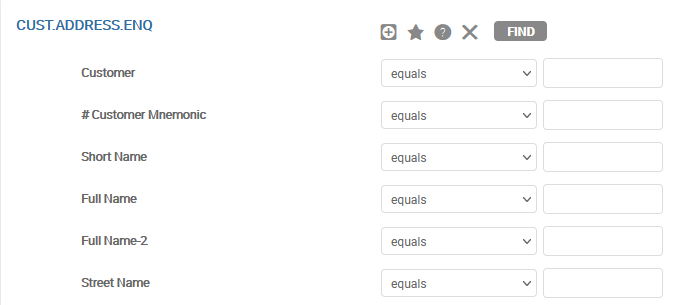 CUST.ADDRESS.ENQ FIND
Customer equals
# Customer Mnemonic equals
Short Name equals
Full Name equals
Full Name-2 equals
Street Name equals